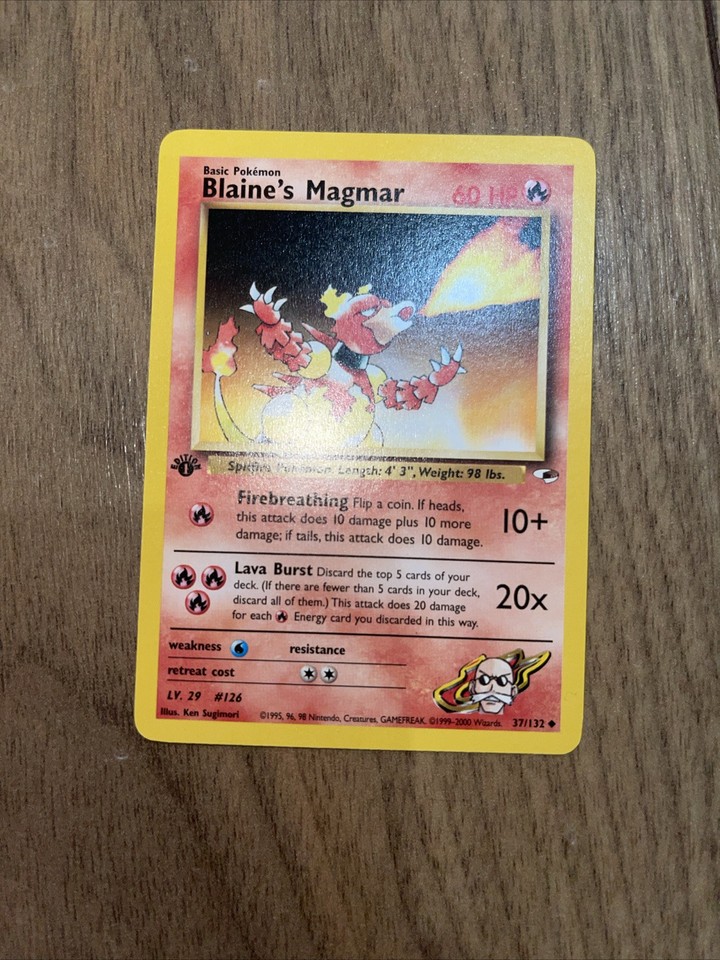 Basic Pokémon
Blaine's Magmar 60 HP
EDITION
1
Spitfire Pokémon. Length: 4' 3", Weight: 98 lbs.
Firebreathing Flip a coin. If heads,
this attack does 10 damage plus 10 more
damage; if tails, this attack does 10 damage.
10+
Lava Burst Discard the top 5 cards of your
deck. (If there are fewer than 5 cards in your deck,
discard all of them.) This attack does 20 damage
for each Energy card you discarded in this way.
20x
weakness resistance
retreat cost
LV. 29 #126
Illus. Ken Sugimori ©1995, 96, 98 Nintendo, Creatures, GAMEFREAK. ©1999-2000 Wizards. 37/132